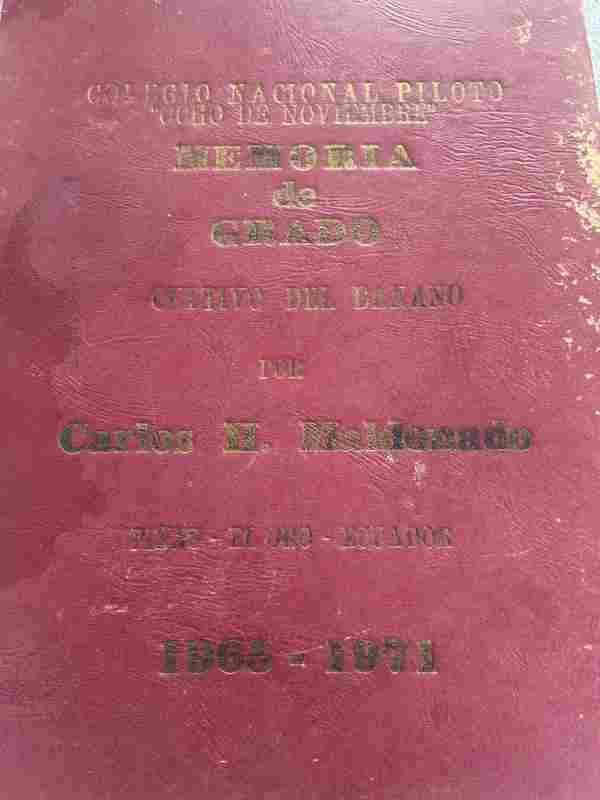 COLEGIO NACIONAL PILOTO
"OCHO DE NOVIEMBRE"
MEMORIA
de
GRADO
CULTIVO DEL BANANO
POR
Carlos M. Maldonado
PIÑAS - EL ORO - ECUADOR
1965 - 1971